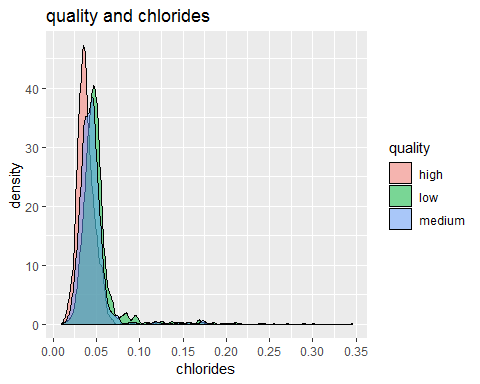 quality and chlorides
density
40
30
20
10
0
0.00 0.05 0.10 0.15 0.20 0.25 0.30 0.35
chlorides
quality
high
low
medium